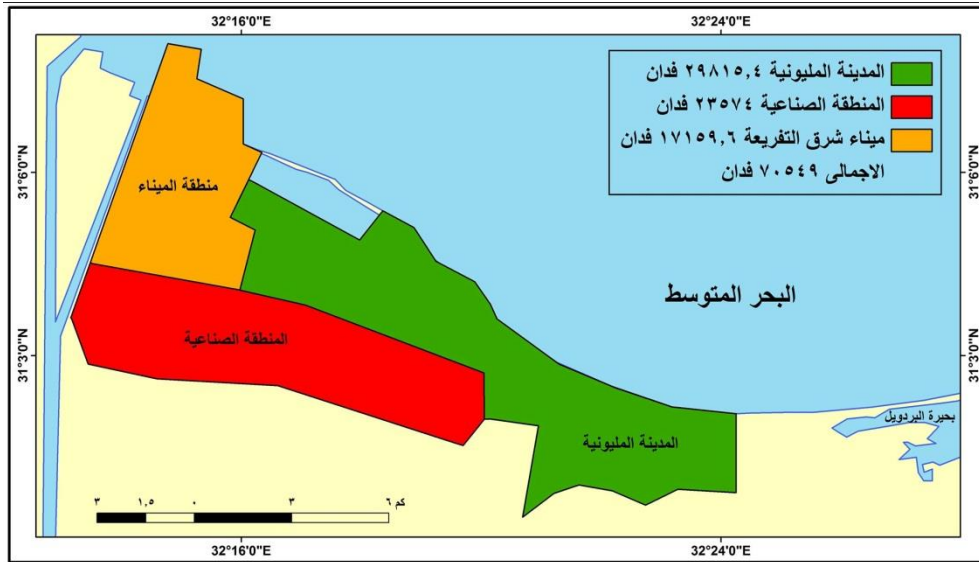 32°16'0"E
32°24'0"E
المدينة المليونية ٢٩٨١٥,٤ فدان
المنطقة الصناعية ٢٣٥٧٤ فدان
ميناء شرق التفريعة ١٧١٥٩,٦ فدان
الاجمالى ٧٠٥٤٩ فدان
31°6'0"N
31°6'0"N
منطقة الميناء
البحر المتوسط
المنطقة الصناعية
31°3'0"N
31°3'0"N
بحيرة البردويل
المدينة المليونية
٣ ١,٥ ٠ ٣ ٦ كم
32°16'0"E
32°24'0"E